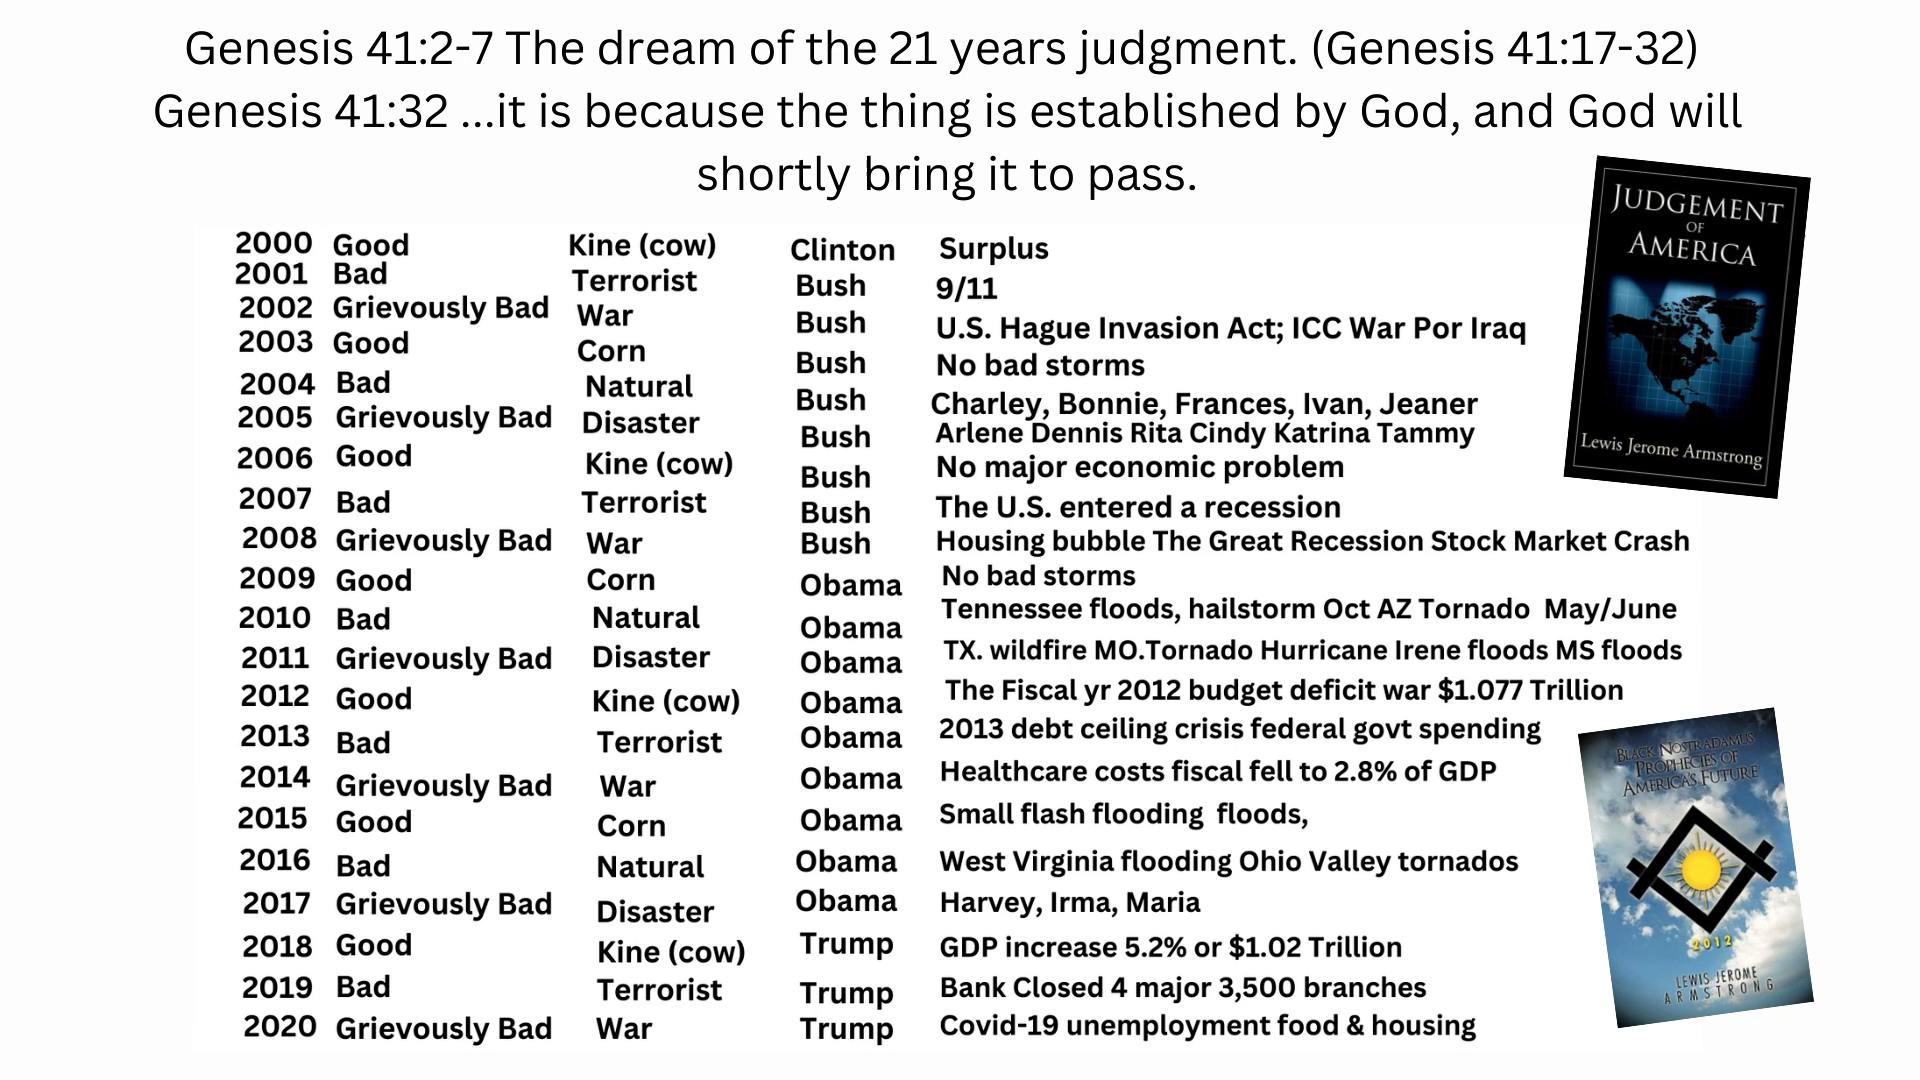 Genesis 41:2-7 The dream of the 21 years judgment. (Genesis 41:17-32)
Genesis 41:32 ...it is because the thing is established by God, and God will
shortly bring it to pass.
2000 Good Kine (cow) Clinton Surplus
2001 Bad Terrorist Bush 9/11
2002 Grievously Bad War Bush U.S. Hague Invasion Act; ICC War Por Iraq
2003 Good Corn Bush No bad storms
2004 Bad Natural Bush Charley, Bonnie, Frances, Ivan, Jeaner
2005 Grievously Bad Disaster Bush Arlene Dennis Rita Cindy Katrina Tammy
2006 Good Kine (cow) Bush No major economic problem
2007 Bad Terrorist Bush The U.S. entered a recession
2008 Grievously Bad War Bush Housing bubble The Great Recession Stock Market Crash
2009 Good Corn Obama No bad storms
2010 Bad Natural Obama Tennessee floods, hailstorm Oct AZ Tornado May/June
2011 Grievously Bad Disaster Obama TX. wildfire MO.Tornado Hurricane Irene floods MS floods
2012 Good Kine (cow) Obama The Fiscal yr 2012 budget deficit war $1.077 Trillion
2013 Bad Terrorist Obama 2013 debt ceiling crisis federal govt spending
2014 Grievously Bad War Obama Healthcare costs fiscal fell to 2.8% of GDP
2015 Good Corn Obama Small flash flooding floods,
2016 Bad Natural Obama West Virginia flooding Ohio Valley tornados
2017 Grievously Bad Disaster Obama Harvey, Irma, Maria
2018 Good Kine (cow) Trump GDP increase 5.2% or $1.02 Trillion
2019 Bad Terrorist Trump Bank Closed 4 major 3,500 branches
2020 Grievously Bad War Trump Covid-19 unemployment food & housing
JUDGEMENT
OF
AMERICA
Lewis Jerome Armstrong
BLACK NOSTRADAMUS
PROPHECIES OF
AMERICA'S FUTURE
2012
LEWIS JEROME
ARMSTRONG